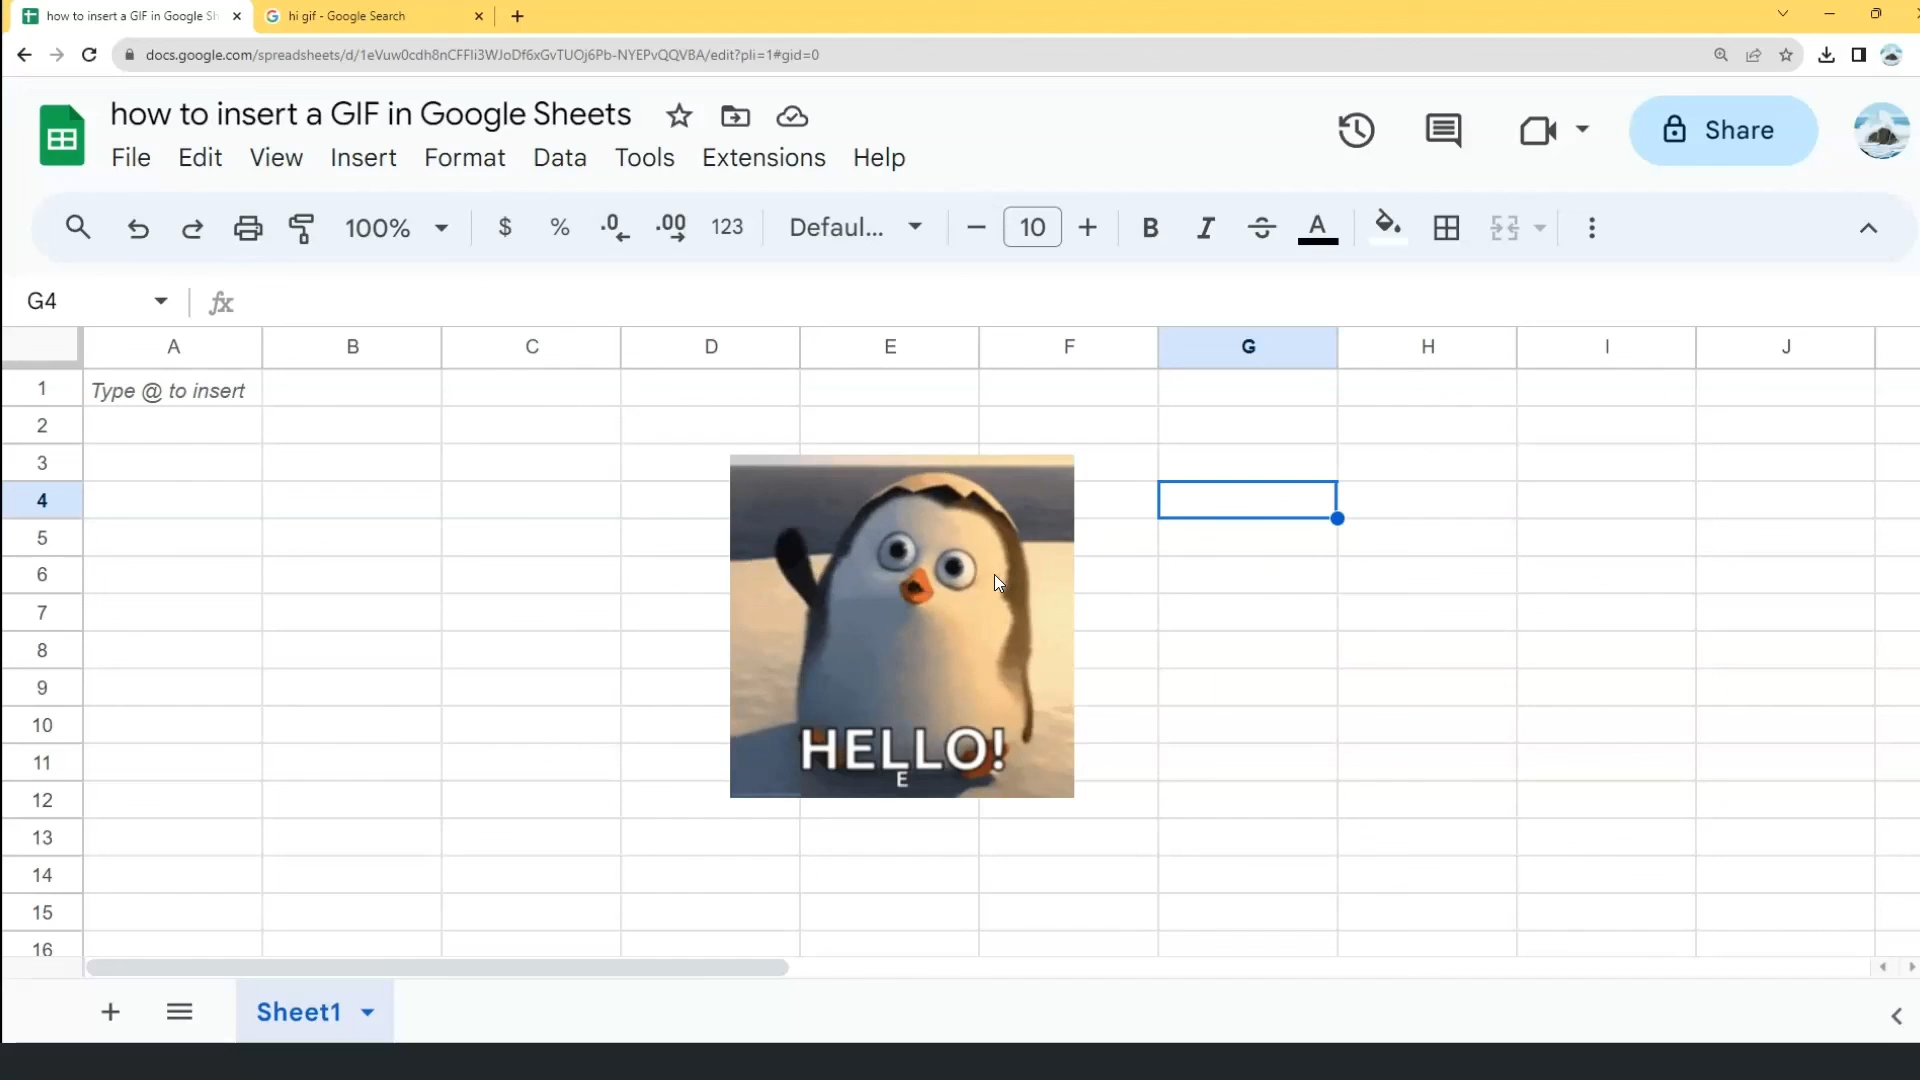 how to insert a GIF in Google Sh
hi gif - Google Search
docs.google.com/spreadsheets/d/1eVuw0cdh8nCFFIi3WJoDf6xGvTUOj6Pb-NYEPvQQVBA/edit?pli=1#gid=0
how to insert a GIF in Google Sheets
File Edit View Insert Format Data Tools Extensions Help
Share
100% $ % .0 .00 123 Defaul... 10 B I S A
G4 fx
A B C D E F G H I J
1 Type @ to insert
2
3
4
5
6
7
8
9
10
11
HELLO!
E
12
13
14
15
16
Sheet1